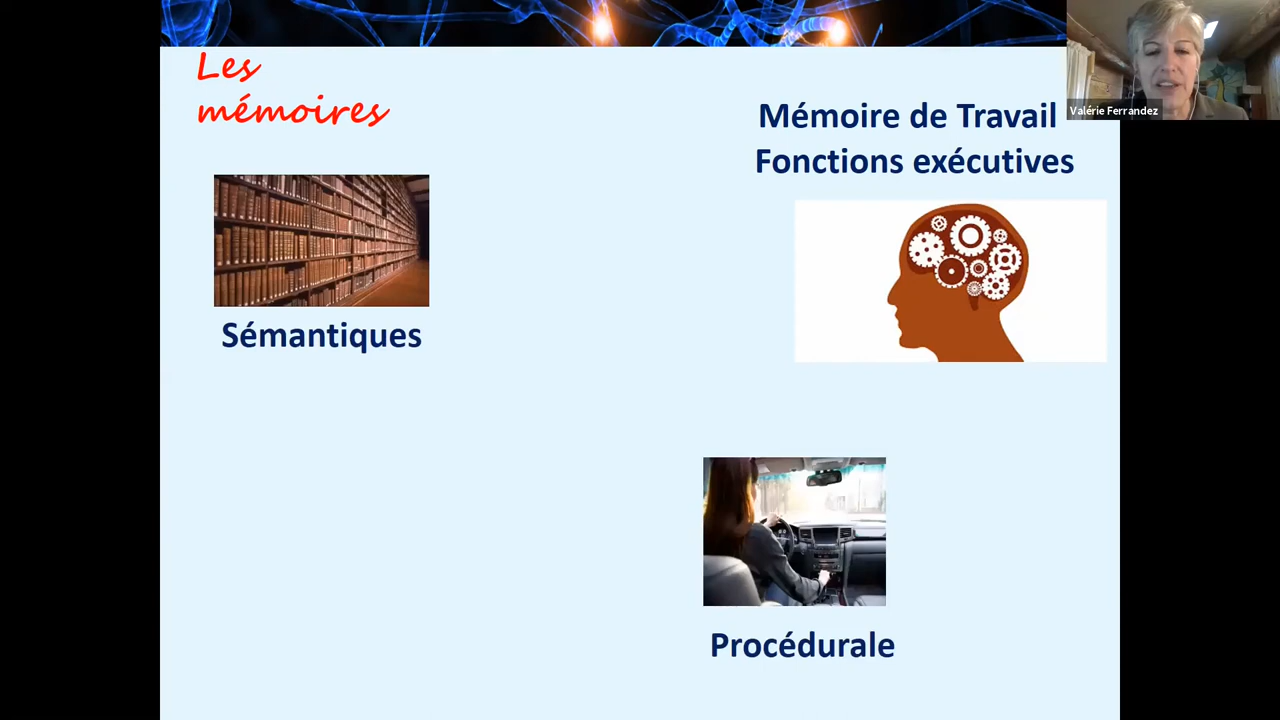 Les
mémoires
Mémoire de Travail
Fonctions exécutives
Valérie Ferrandez
Sémantiques
Procédurale